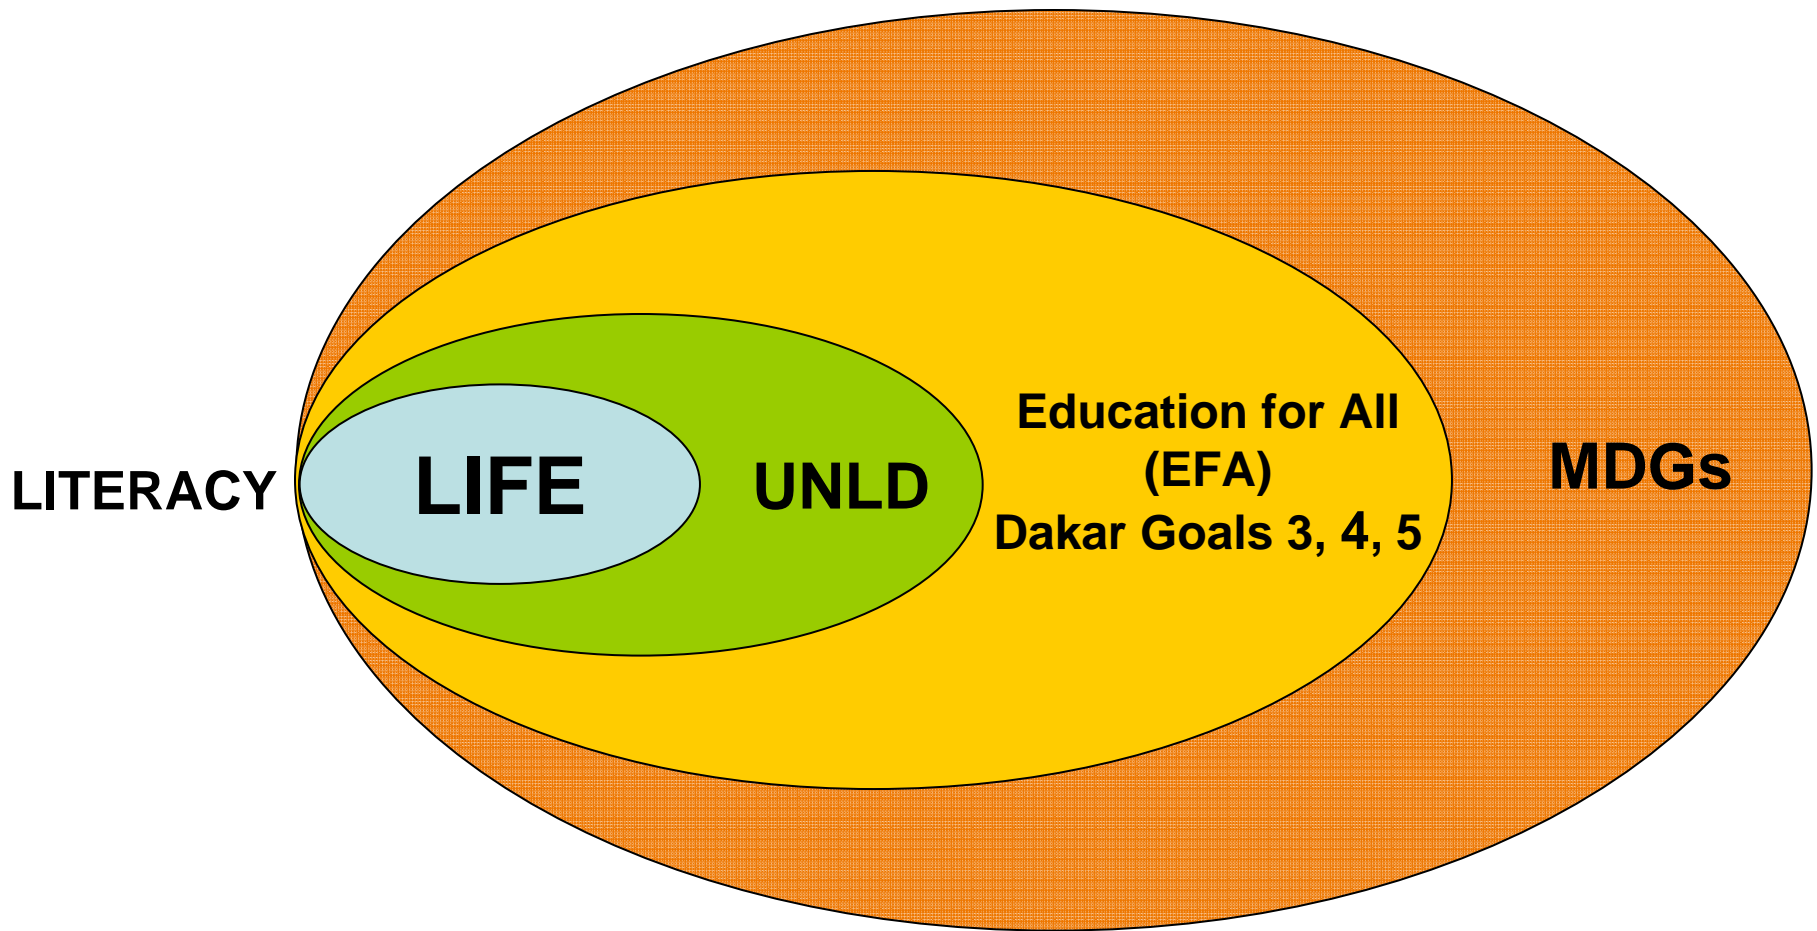 LITERACY
LIFE
UNLD
Education for All
(EFA)
Dakar Goals 3, 4, 5
MDGs